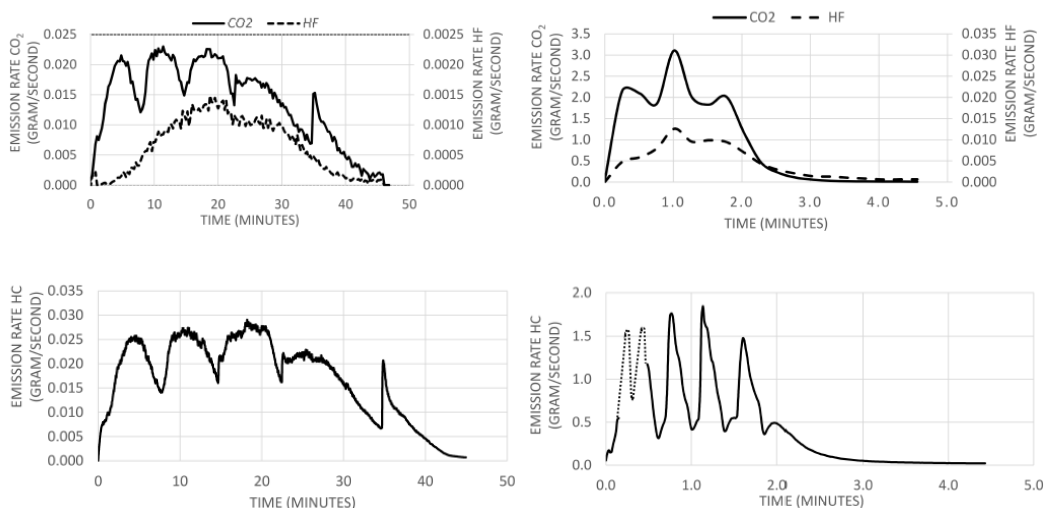 CO2 HF
EMISSION RATE CO₂
(GRAM/SECOND)
0.025
0.020
0.015
0.010
0.005
0.000
0.0025
0.0020
0.0015
0.0010
0.0005
0.0000
EMISSION RATE HF
(GRAM/SECOND)
0 10 20 30 40 50
TIME (MINUTES)
CO2 HF
EMISSION RATE CO₂
(GRAM/SECOND)
3.5
3.0
2.5
2.0
1.5
1.0
0.5
0.0
0.035
0.030
0.025
0.020
0.015
0.010
0.005
0.000
EMISSION RATE HF
(GRAM/SECOND)
0.0 1.0 2.0 3.0 4.0 5.0
TIME (MINUTES)
EMISSION RATE HC
(GRAM/SECOND)
0.035
0.030
0.025
0.020
0.015
0.010
0.005
0.000
0 10 20 30 40 50
TIME (MINUTES)
EMISSION RATE HC
(GRAM/SECOND)
2.0
1.5
1.0
0.5
0.0
0.0 1.0 2.0 3.0 4.0 5.0
TIME (MINUTES)